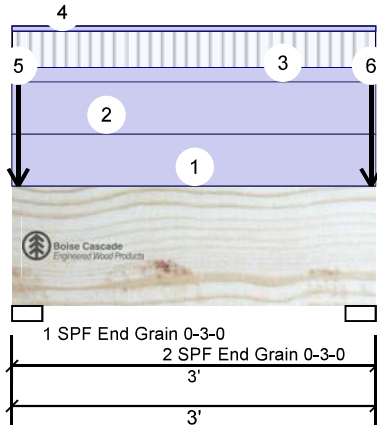 4
5
6
3
2
1
Boise Cascade
Engineered Wood Products
1 SPF End Grain 0-3-0
2 SPF End Grain 0-3-0
3'
3'